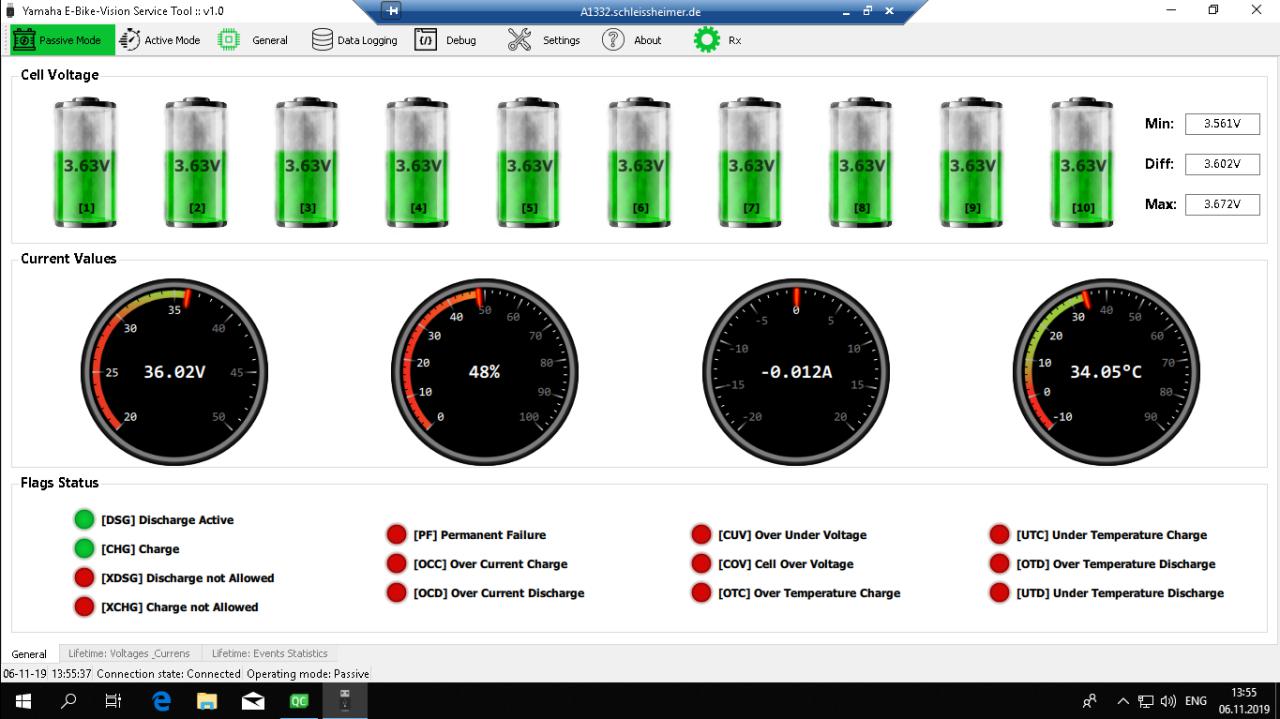 Yamaha E-Bike-Vision Service Tool :: v1.0
A1332.schleissheimer.de
Passive Mode Active Mode General Data Logging Debug Settings About Rx
Cell Voltage
3.63V 3.63V 3.63V 3.63V 3.63V 3.63V 3.63V 3.63V 3.63V 3.63V
[1] [2] [3] [4] [5] [6] [7] [8] [9] [10]
Min: 3.561V
Diff: 3.602V
Max: 3.672V
Current Values
20 25 30 35 40 45 50
36.02V
0 10 20 30 40 50 60 70 80 90 100
48%
-20 -15 -10 -5 0 5 10 15 20
-0.012A
-10 0 10 20 30 40 50 60 70 80 90
34.05°C
Flags Status
[DSG] Discharge Active
[CHG] Charge
[XDSG] Discharge not Allowed
[XCHG] Charge not Allowed
[PF] Permanent Failure
[OCC] Over Current Charge
[OCD] Over Current Discharge
[CUV] Over Under Voltage
[COV] Cell Over Voltage
[OTC] Over Temperature Charge
[UTC] Under Temperature Charge
[OTD] Over Temperature Discharge
[UTD] Under Temperature Discharge
General Lifetime: Voltages _Currens Lifetime: Events Statistics
06-11-19 13:55:37 Connection state: Connected Operating mode: Passive
QC
ENG
13:55
06.11.2019